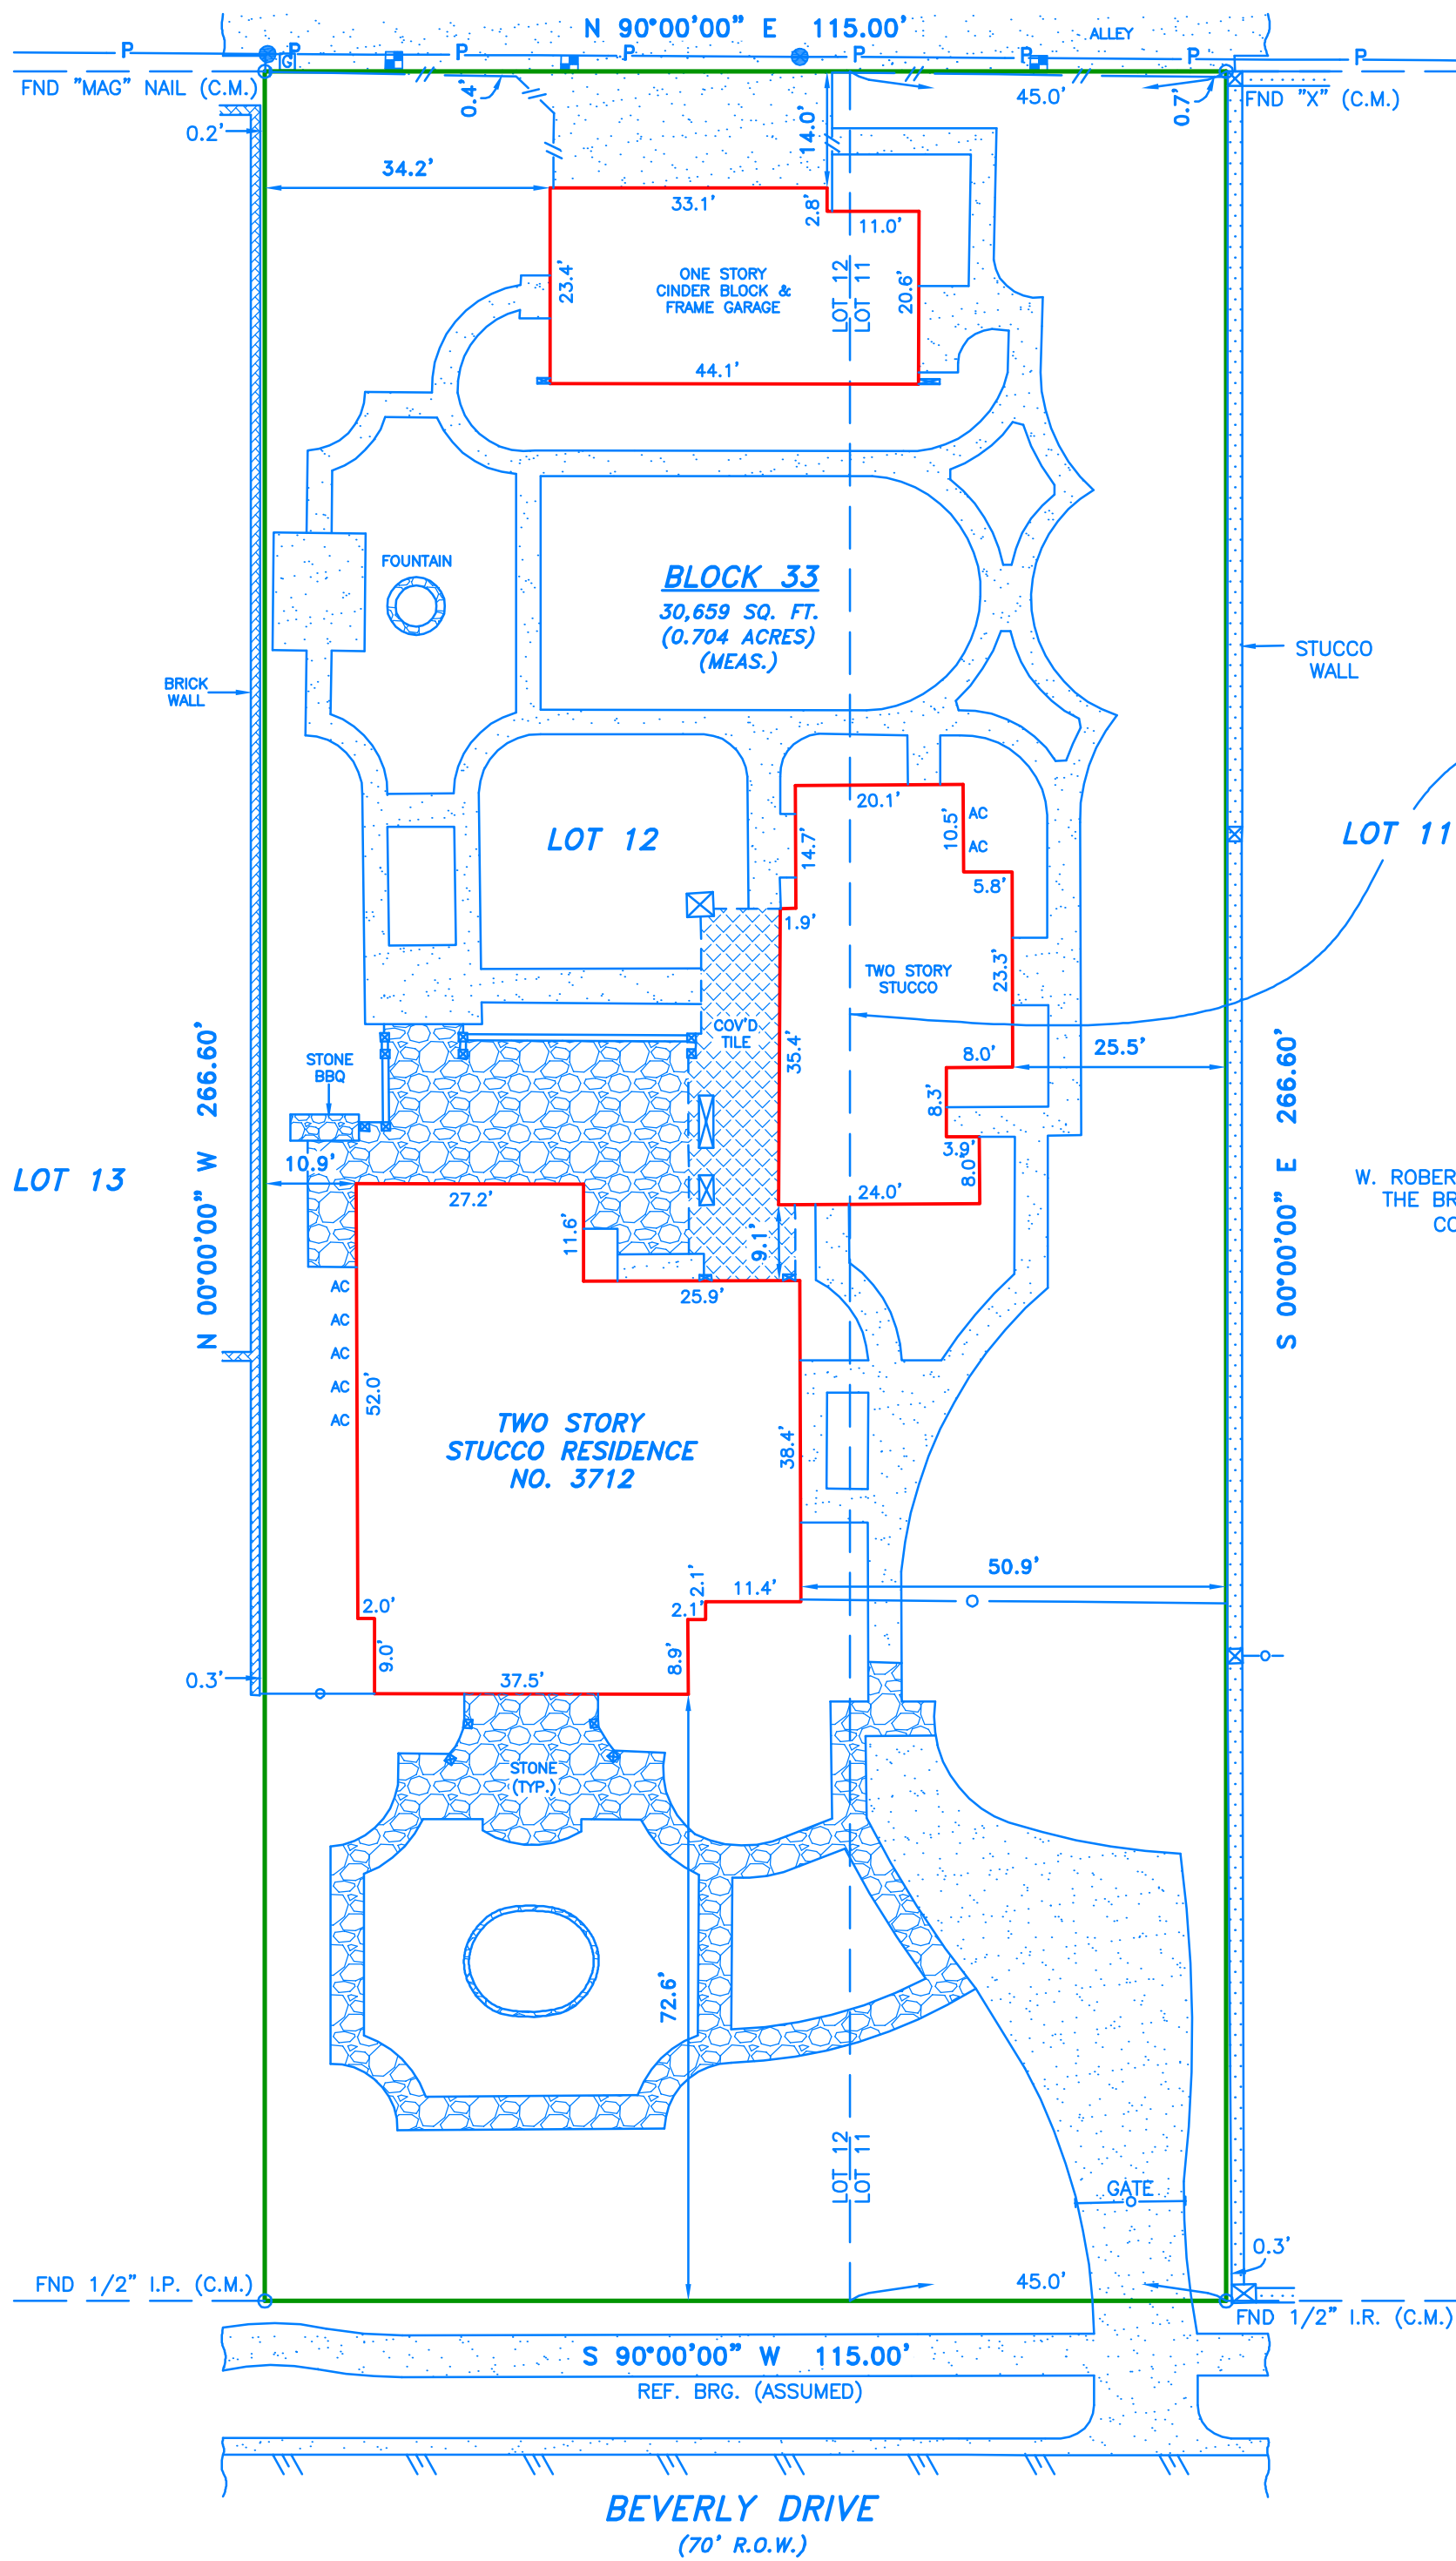 N 90°00'00" E 115.00'
ALLEY
P P P P P P P P P
G
FND "MAG" NAIL (C.M.)
0.4'
45.0'
0.7'
FND "X" (C.M.)
0.2'
14.0'
34.2'
33.1'
2.8'
11.0'
23.4'
ONE STORY
CINDER BLOCK &
FRAME GARAGE
LOT 12
LOT 11
20.6'
44.1'
FOUNTAIN
BLOCK 33
30,659 SQ. FT.
(0.704 ACRES)
(MEAS.)
STUCCO
WALL
BRICK
WALL
20.1'
10.5'
AC
AC
14.7'
LOT 12
LOT 11
5.8'
1.9'
TWO STORY
STUCCO
23.3'
COV'D
TILE
35.4'
8.0'
25.5'
STONE
BBQ
8.3'
N 00°00'00" W 266.60'
S 00°00'00" E 266.60'
3.9'
8.0'
10.9'
LOT 13
27.2'
24.0'
W. ROBER
THE BR
CO
11.6'
9.1'
25.9'
AC
AC
AC
AC
AC
52.0'
TWO STORY
STUCCO RESIDENCE
NO. 3712
38.4'
50.9'
2.1'
11.4'
2.0'
2.1'
9.0'
8.9'
0.3'
37.5'
STONE
(TYP.)
72.6'
LOT 12
LOT 11
GATE
0.3'
FND 1/2" I.P. (C.M.)
45.0'
FND 1/2" I.R. (C.M.)
S 90°00'00" W 115.00'
REF. BRG. (ASSUMED)
BEVERLY DRIVE
(70' R.O.W.)